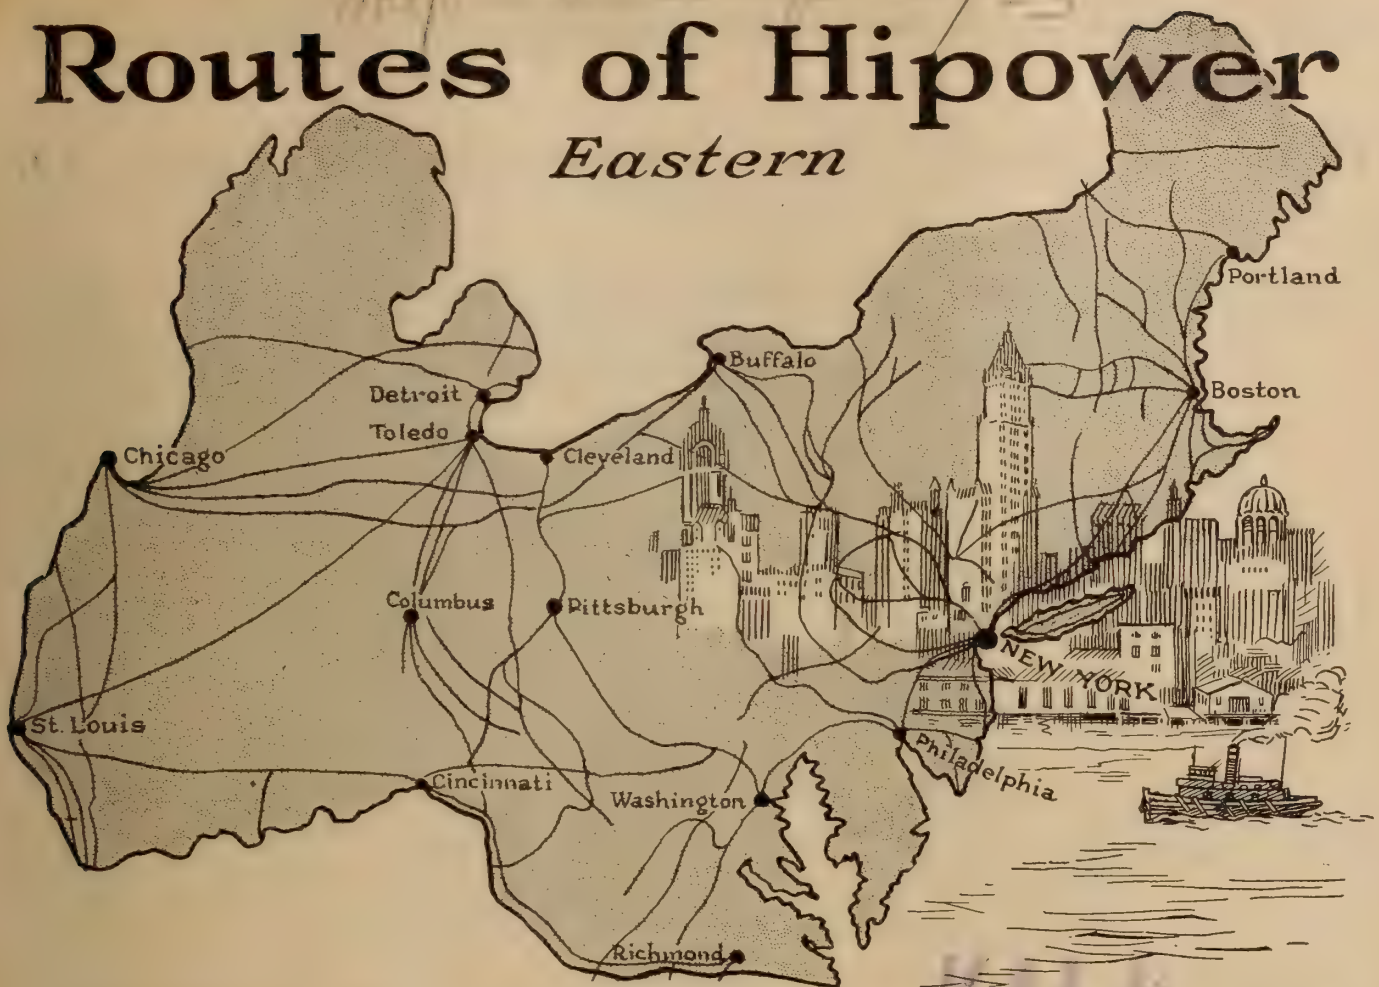 Routes of Hipower
Eastern
Portland
Buffalo
Detroit
Boston
Toledo
Chicago
Cleveland
Columbus
Pittsburgh
NEW YORK
St. Louis
Philadelphia
Cincinnati
Washington
Richmond